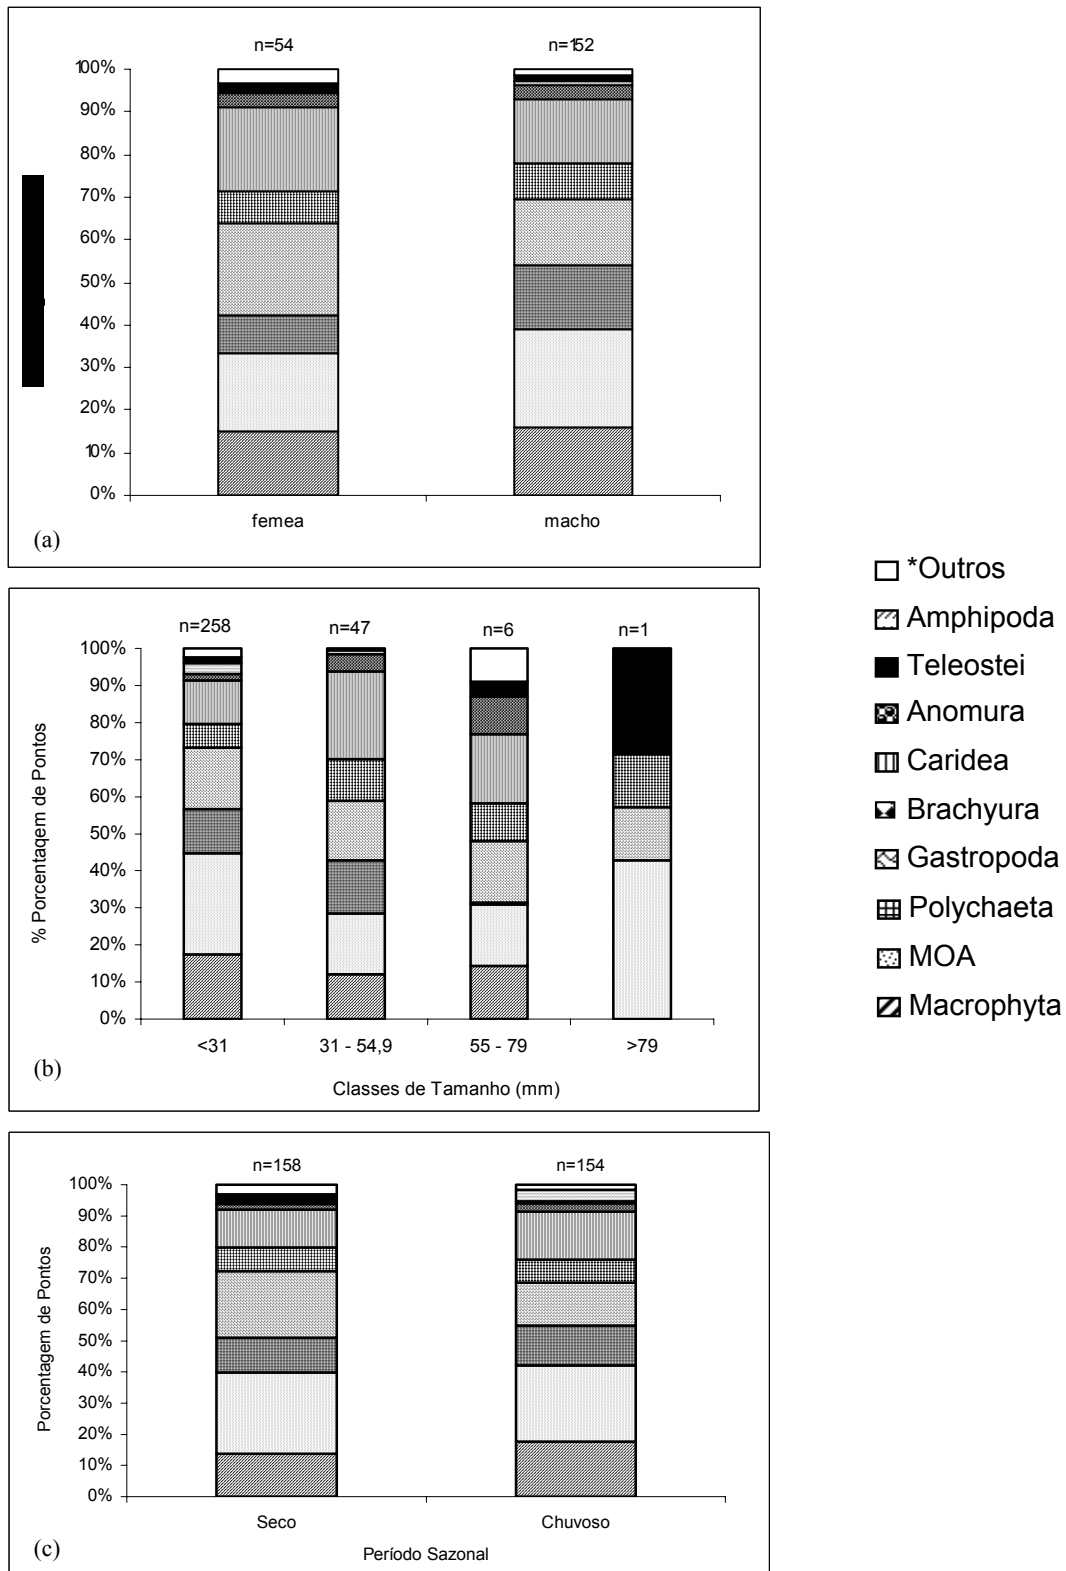 n=54 n=152
100%
90%
80%
70%
60%
50%
40%
30%
20%
10%
0%
femea macho
(a)
n=258 n=47 n=6 n=1
100%
90%
80%
70%
60%
50%
40%
30%
20%
10%
0%
% Porcentagem de Pontos
<31 31 - 54,9 55 - 79 >79
(b)
Classes de Tamanho (mm)
*Outros
Amphipoda
Teleostei
Anomura
Caridea
Brachyura
Gastropoda
Polychaeta
MOA
Macrophyta
n=158 n=154
100%
90%
80%
70%
60%
50%
40%
30%
20%
10%
0%
Porcentagem de Pontos
Seco Chuvoso
(c)
Período Sazonal